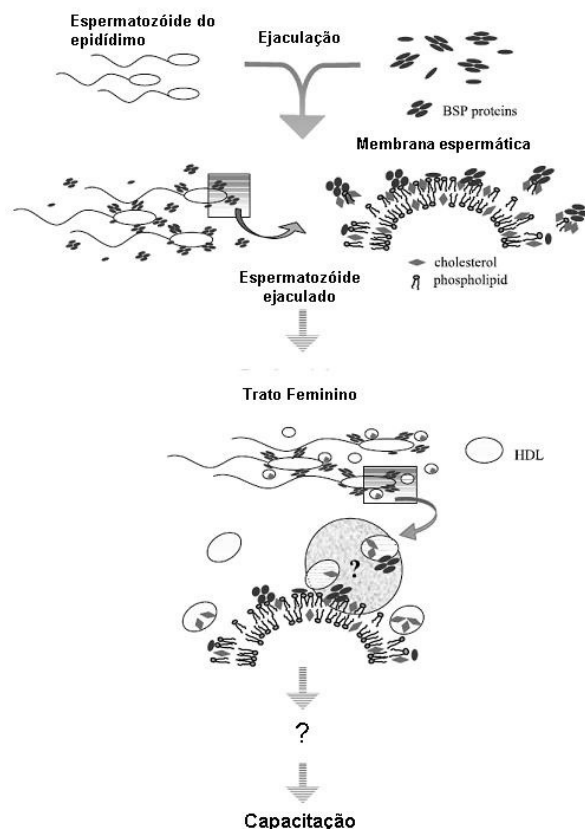 Espermatozóide do
epidídimo
Ejaculação
BSP proteins
Membrana espermática
cholesterol
phospholipid
Espermatozóide
ejaculado
Trato Feminino
HDL
?
?
Capacitação